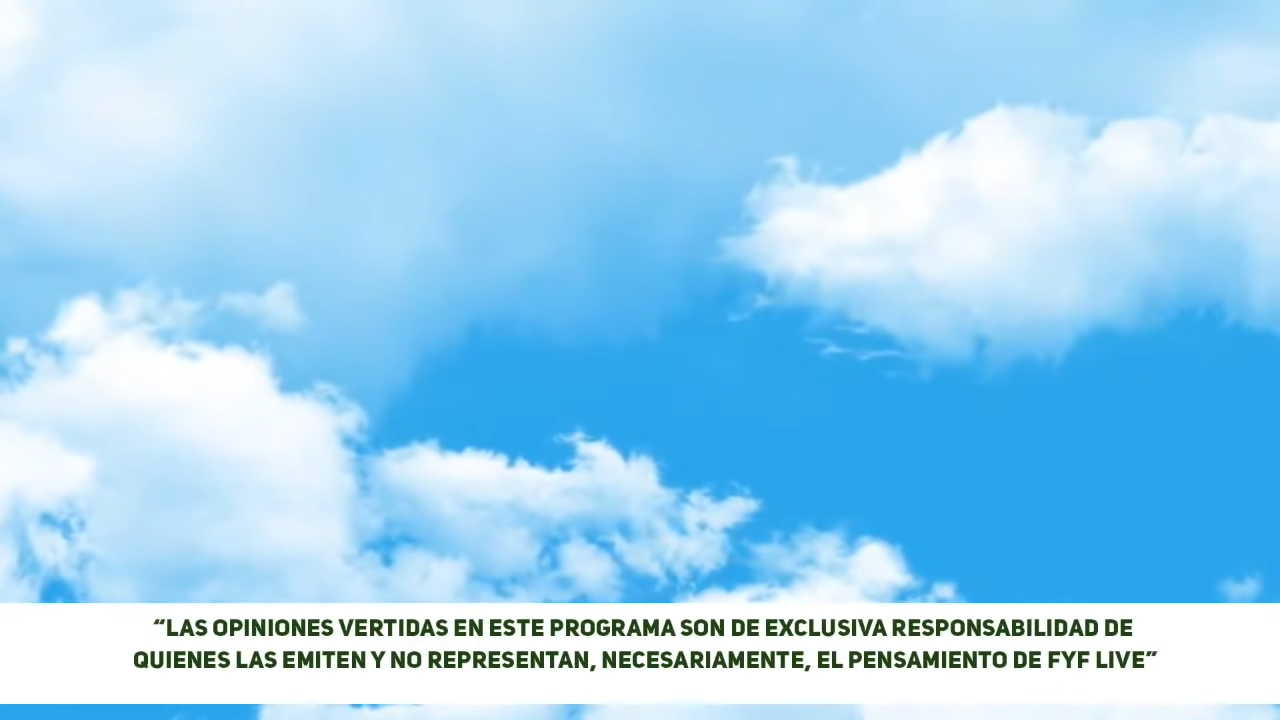 “LAS OPINIONES VERTIDAS EN ESTE PROGRAMA SON DE EXCLUSIVA RESPONSABILIDAD DE
QUIENES LAS EMITEN Y NO REPRESENTAN, NECESARIAMENTE, EL PENSAMIENTO DE FYF LIVE”